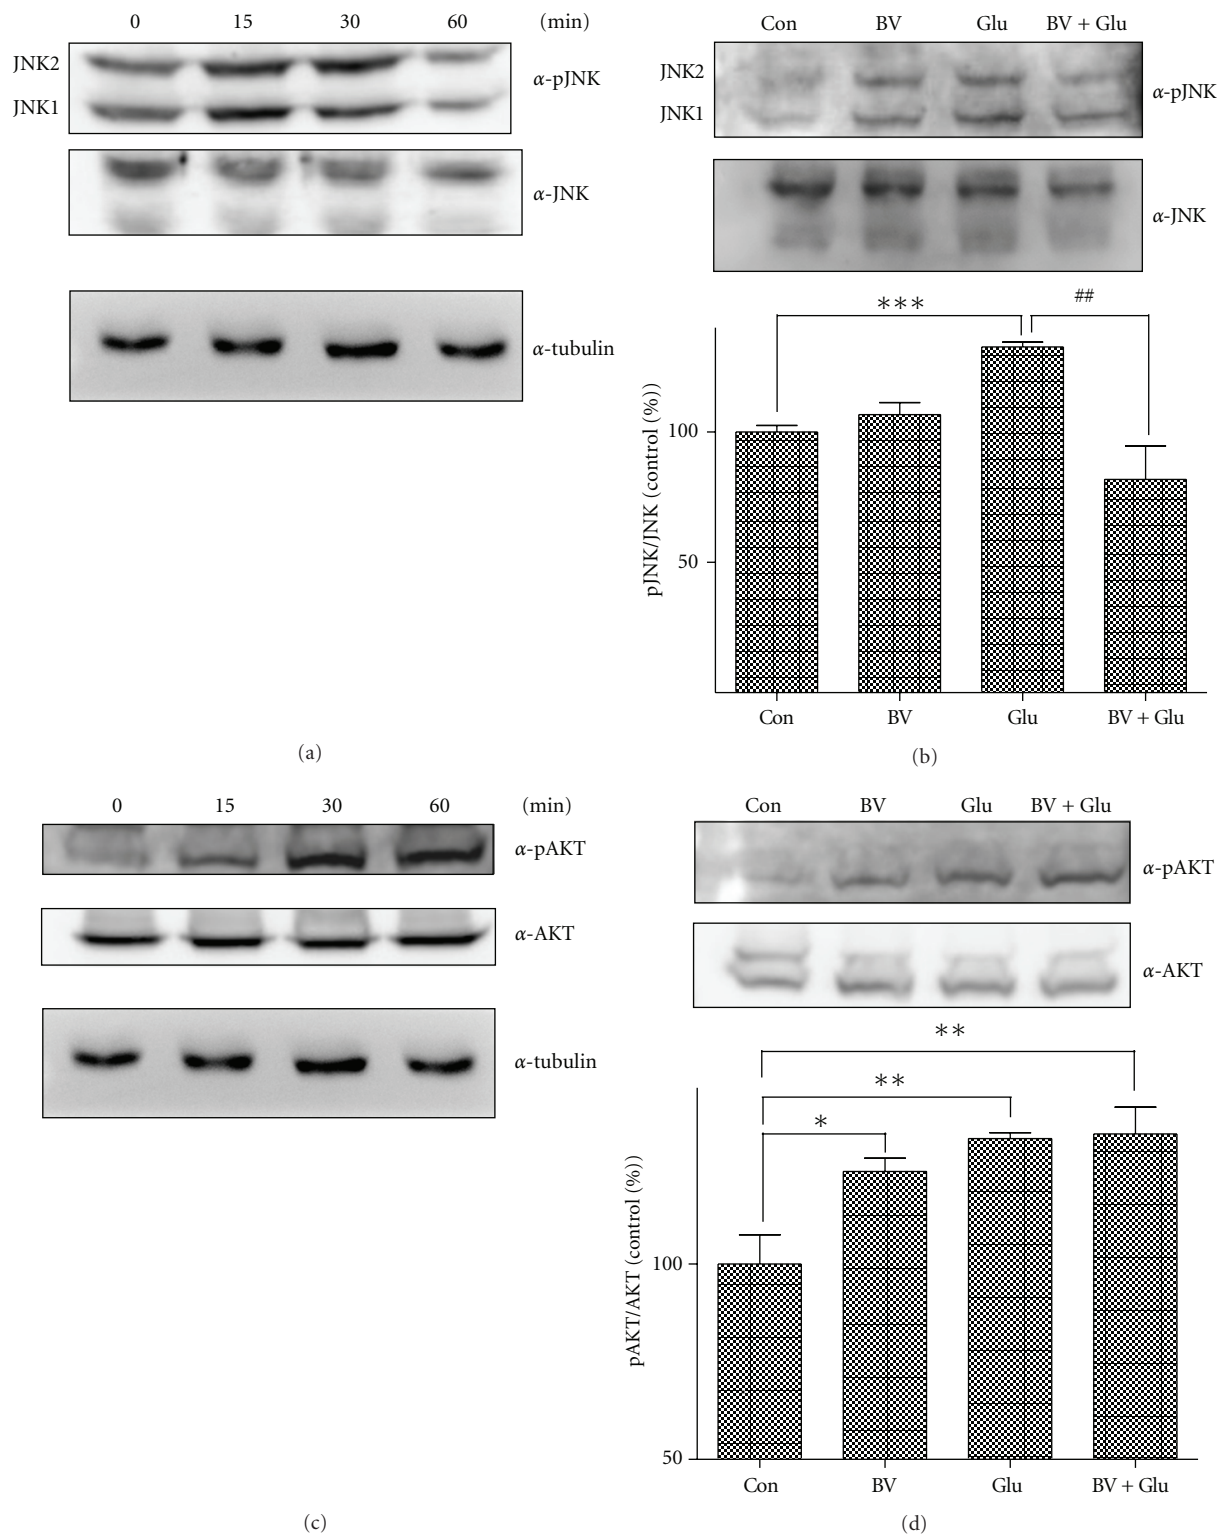 0 15 30 60 (min)
JNK2
α-pJNK
JNK1
α-JNK
α-tubulin
(a)
Con BV Glu BV + Glu
JNK2
α-pJNK
JNK1
α-JNK
*** ##
pJNK/JNK (control (%))
100
50
Con BV Glu BV + Glu
(b)
0 15 30 60 (min)
α-pAKT
α-AKT
α-tubulin
(c)
Con BV Glu BV + Glu
α-pAKT
α-AKT
**
**
*
pAKT/AKT (control (%))
100
50
Con BV Glu BV + Glu
(d)